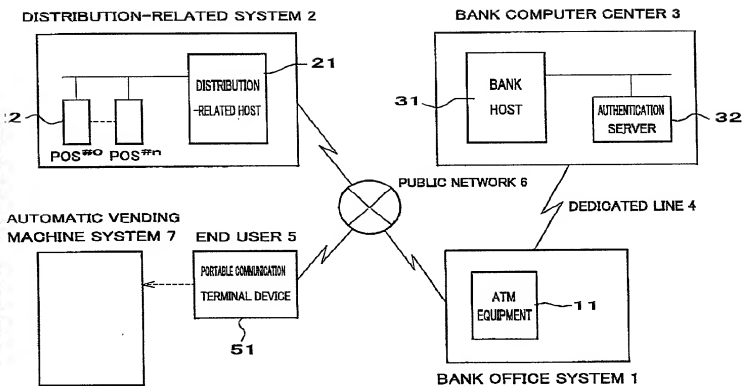 DISTRIBUTION-RELATED SYSTEM 2
21
DISTRIBUTION
-RELATED HOST
2
POS#0 POS#n
BANK COMPUTER CENTER 3
31
BANK
HOST
AUTHENTICATION
SERVER
32
PUBLIC NETWORK 6
DEDICATED LINE 4
AUTOMATIC VENDING
MACHINE SYSTEM 7
END USER 5
PORTABLE COMMUNICATION
TERMINAL DEVICE
51
ATM
EQUIPMENT
11
BANK OFFICE SYSTEM 1